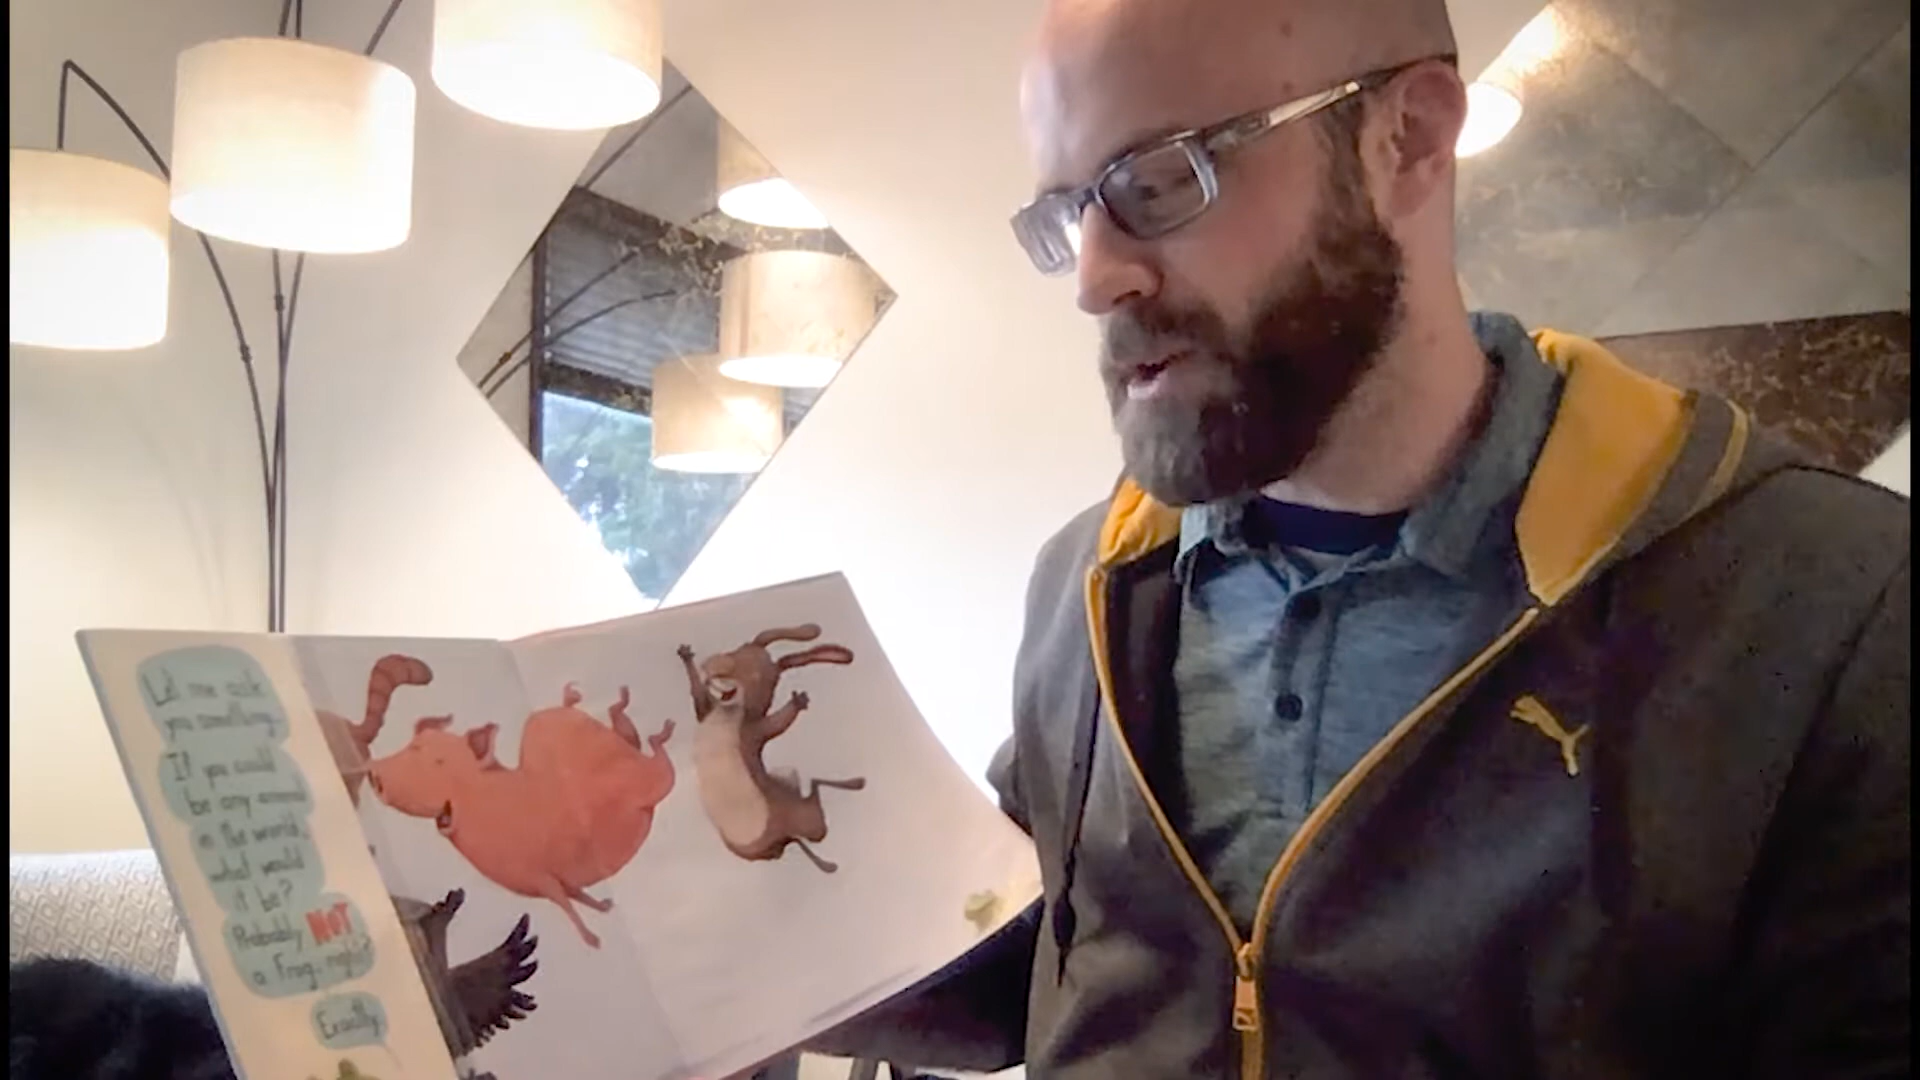 Let me ask
you something.
If you could
be any animal
in the world,
what would
it be?
Probably NOT
a Frog, right?
Exactly.